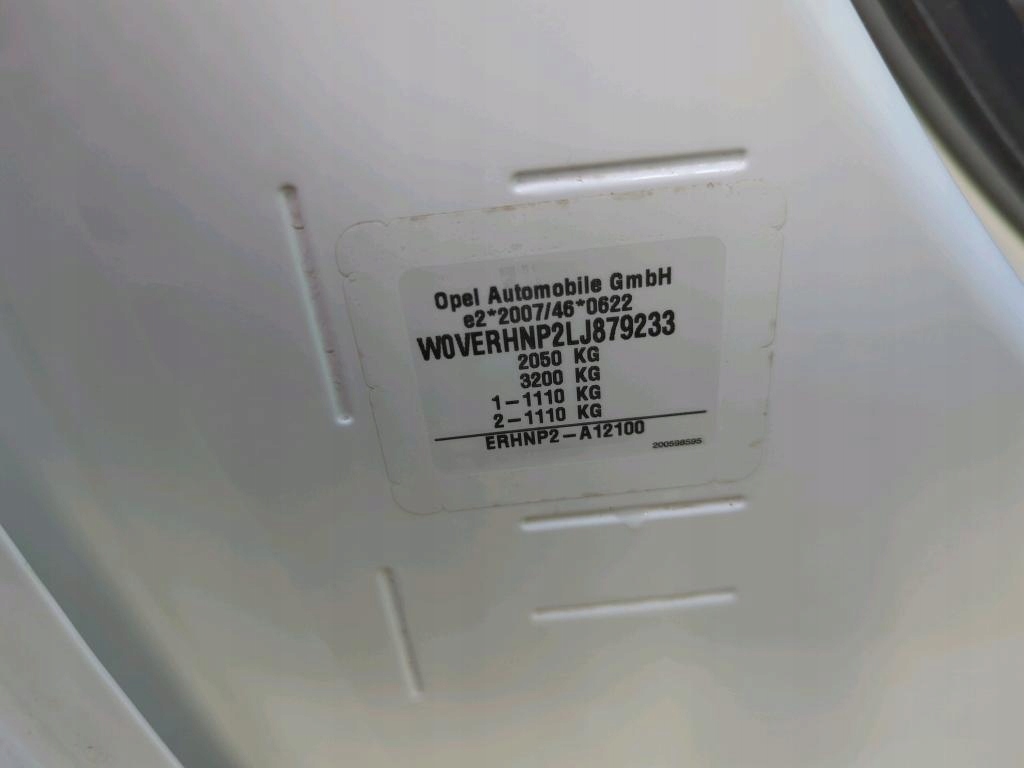 Opel Automobile GmbH
e2*2007/46*0622
W0VERHNP2LJ879233
2050 KG
3200 KG
1-1110 KG
2-1110 KG
ERHNP2-A12100
200598595